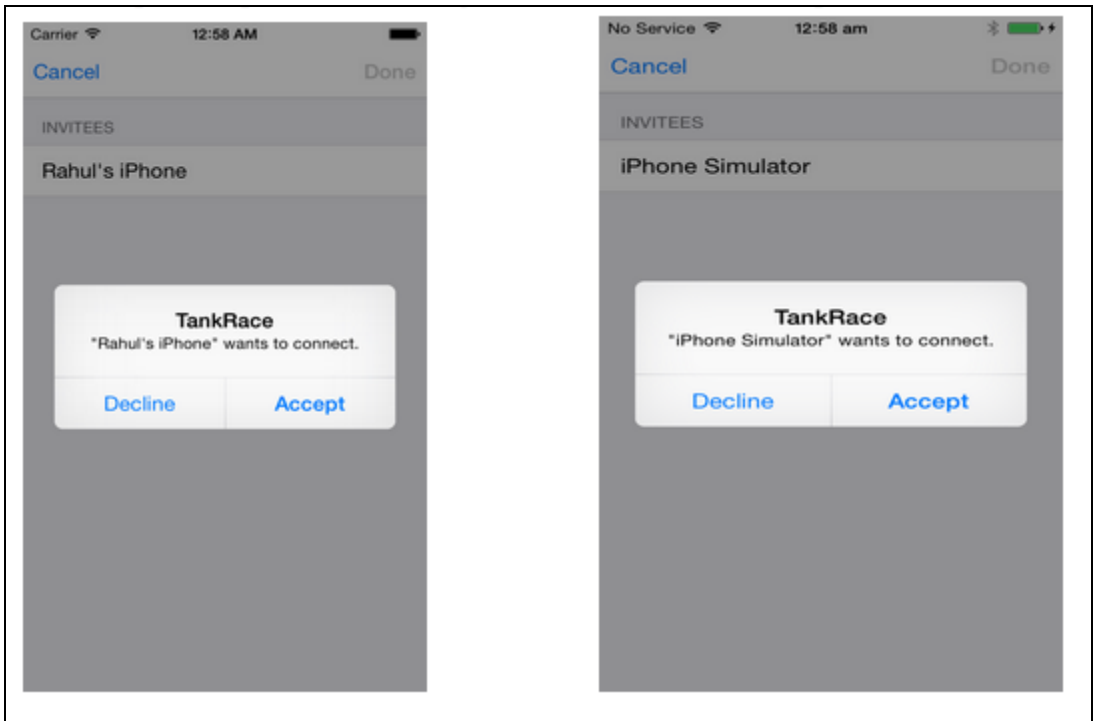 Carrier 12:58 AM
Cancel Done
INVITEES
Rahul's iPhone
TankRace
"Rahul's iPhone" wants to connect.
Decline Accept
No Service 12:58 am
Cancel Done
INVITEES
iPhone Simulator
TankRace
"iPhone Simulator" wants to connect.
Decline Accept